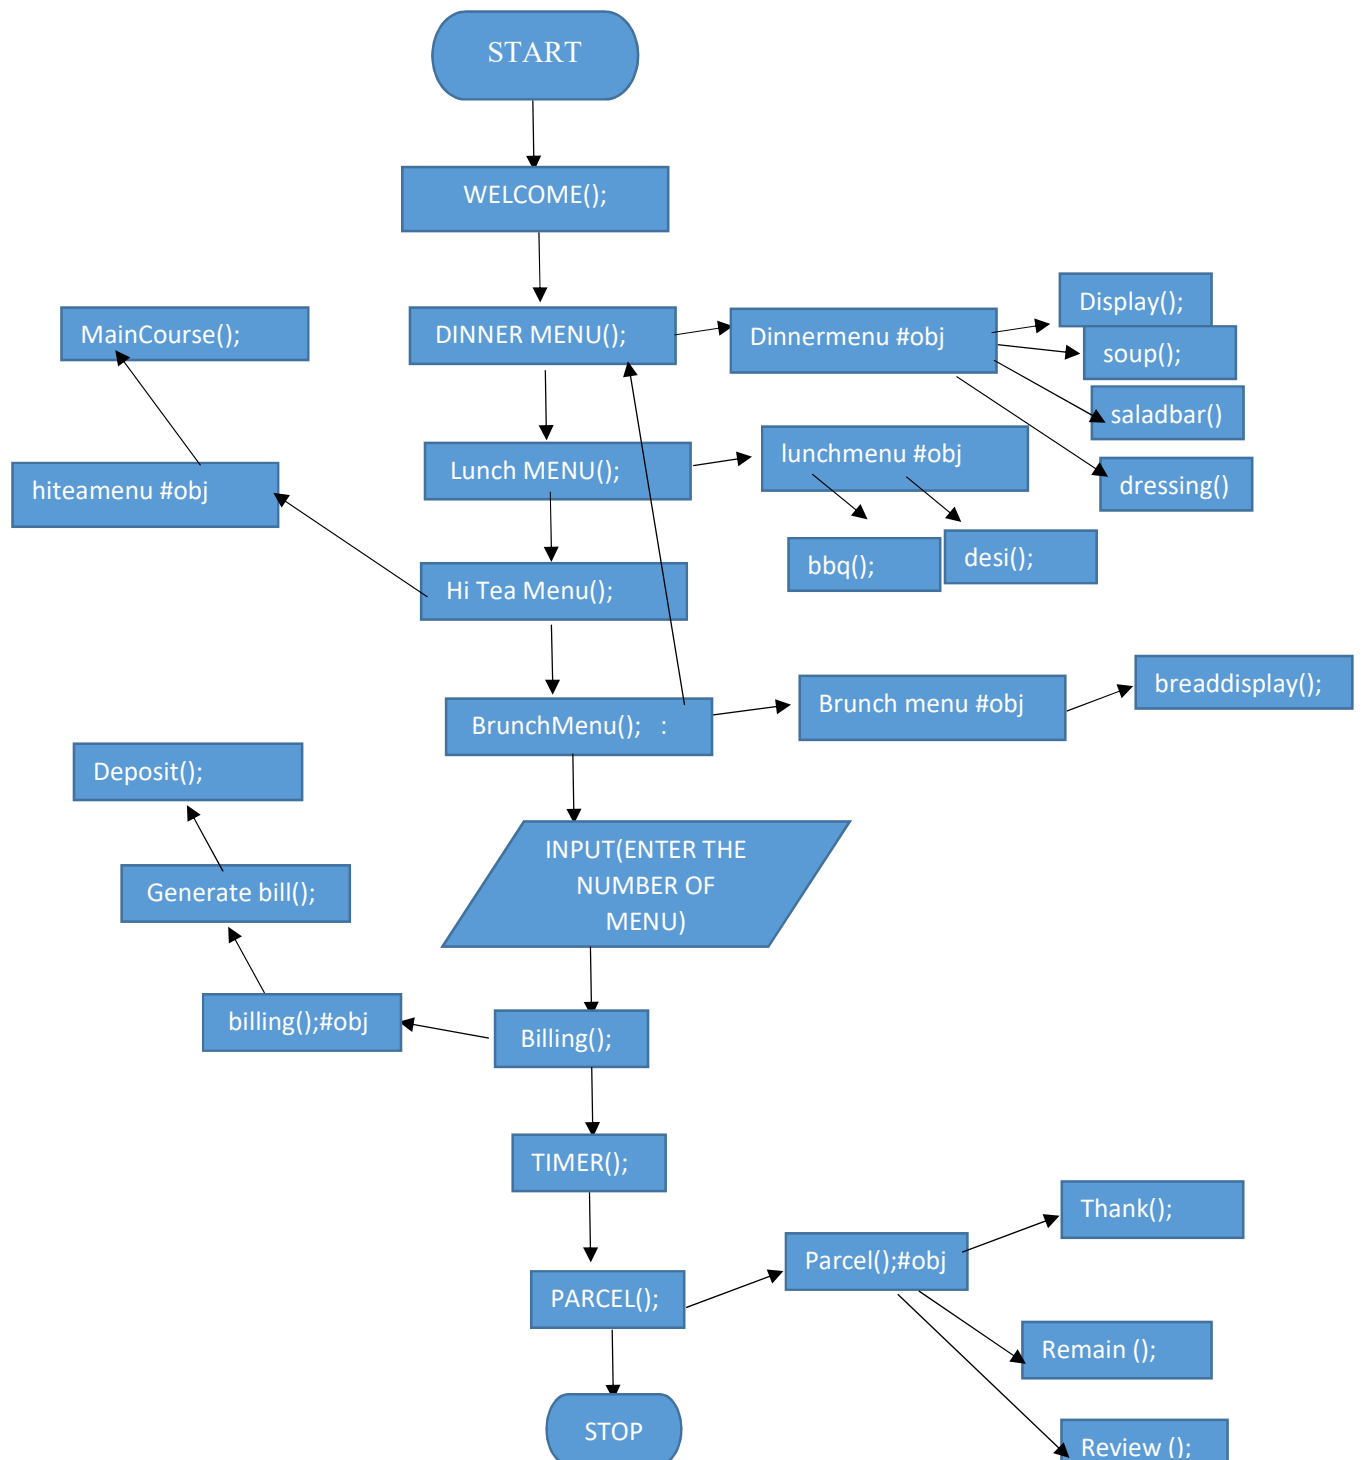 START
WELCOME();
Display();
MainCourse();
DINNER MENU();
Dinnermenu #obj
soup();
saladbar()
Lunch MENU();
lunchmenu #obj
dressing()
hiteamenu #obj
bbq();
desi();
Hi Tea Menu();
breaddisplay();
Brunch menu #obj
BrunchMenu(); :
Deposit();
INPUT(ENTER THE
NUMBER OF
MENU)
Generate bill();
billing();#obj
Billing();
TIMER();
Thank();
Parcel();#obj
PARCEL();
Remain ();
STOP
Review ();